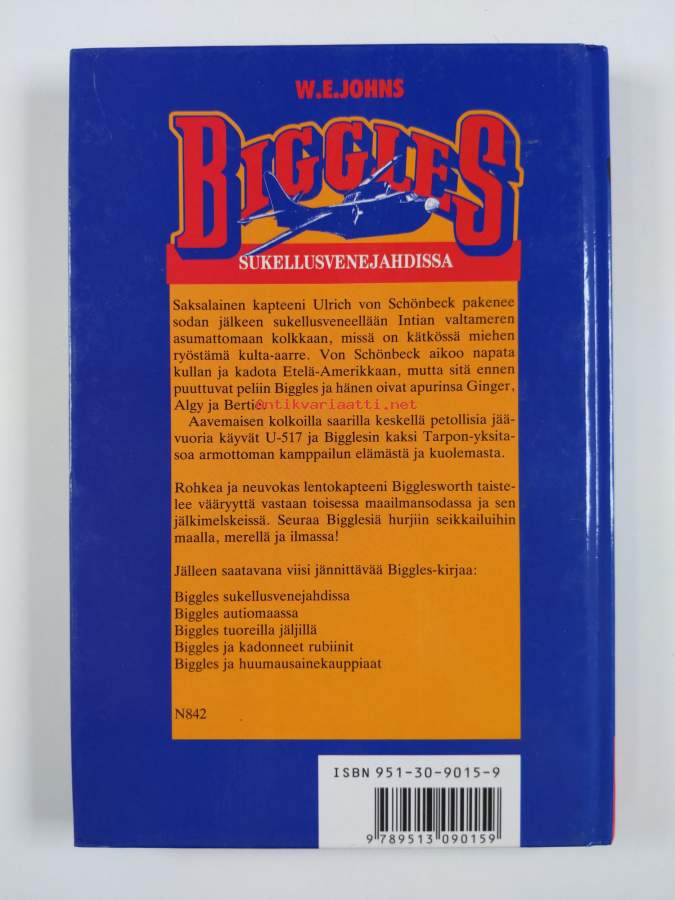 W.E.JOHNS
BIGGLES
SUKELLUSVENEJAHDISSA
Saksalainen kapteeni Ulrich von Schönbeck pakenee
sodan jälkeen sukellusveneellään Intian valtameren
asumattomaan kolkkaan, missä on kätkössä miehen
ryöstämä kulta-aarre. Von Schönbeck aikoo napata
kullan ja kadota Etelä-Amerikkaan, mutta sitä ennen
puuttuvat peliin Biggles ja hänen oivat apurinsa Ginger,
Algy ja Bertie.
antikvariaatti.net
Aavemaisen kolkoilla saarilla keskellä petollisia jää-
vuoria käyvät U-517 ja Bigglesin kaksi Tarpon-yksita-
soa armottoman kamppailun elämästä ja kuolemasta.
Rohkea ja neuvokas lentokapteeni Bigglesworth taiste-
lee vääryyttä vastaan toisessa maailmansodassa ja sen
jälkimelskeissä. Seuraa Bigglesiä hurjiin seikkailuihin
maalla, merellä ja ilmassa!
Jälleen saatavana viisi jännittävää Biggles-kirjaa:
Biggles sukellusvenejahdissa
Biggles autiomaassa
Biggles tuoreilla jäljillä
Biggles ja kadonneet rubiinit
Biggles ja huumausainekauppiaat
N842
ISBN 951-30-9015-9
9 789513 090159